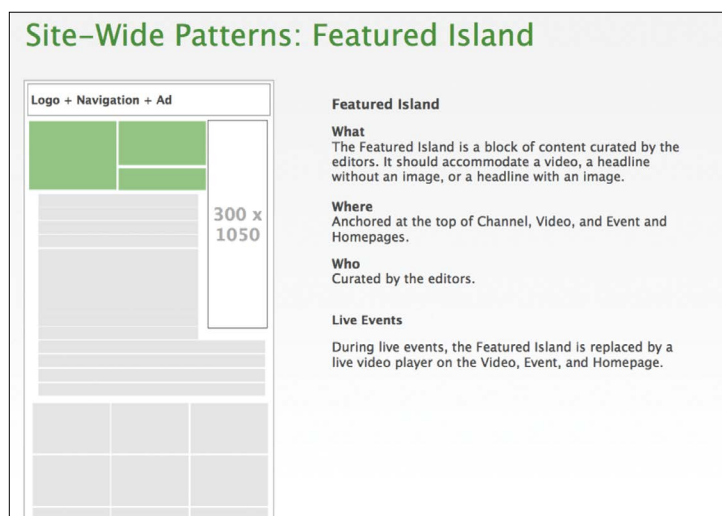 Site-Wide Patterns: Featured Island
Logo + Navigation + Ad
300 x
1050
Featured Island
What
The Featured Island is a block of content curated by the
editors. It should accommodate a video, a headline
without an image, or a headline with an image.
Where
Anchored at the top of Channel, Video, and Event and
Homepages.
Who
Curated by the editors.
Live Events
During live events, the Featured Island is replaced by a
live video player on the Video, Event, and Homepage.